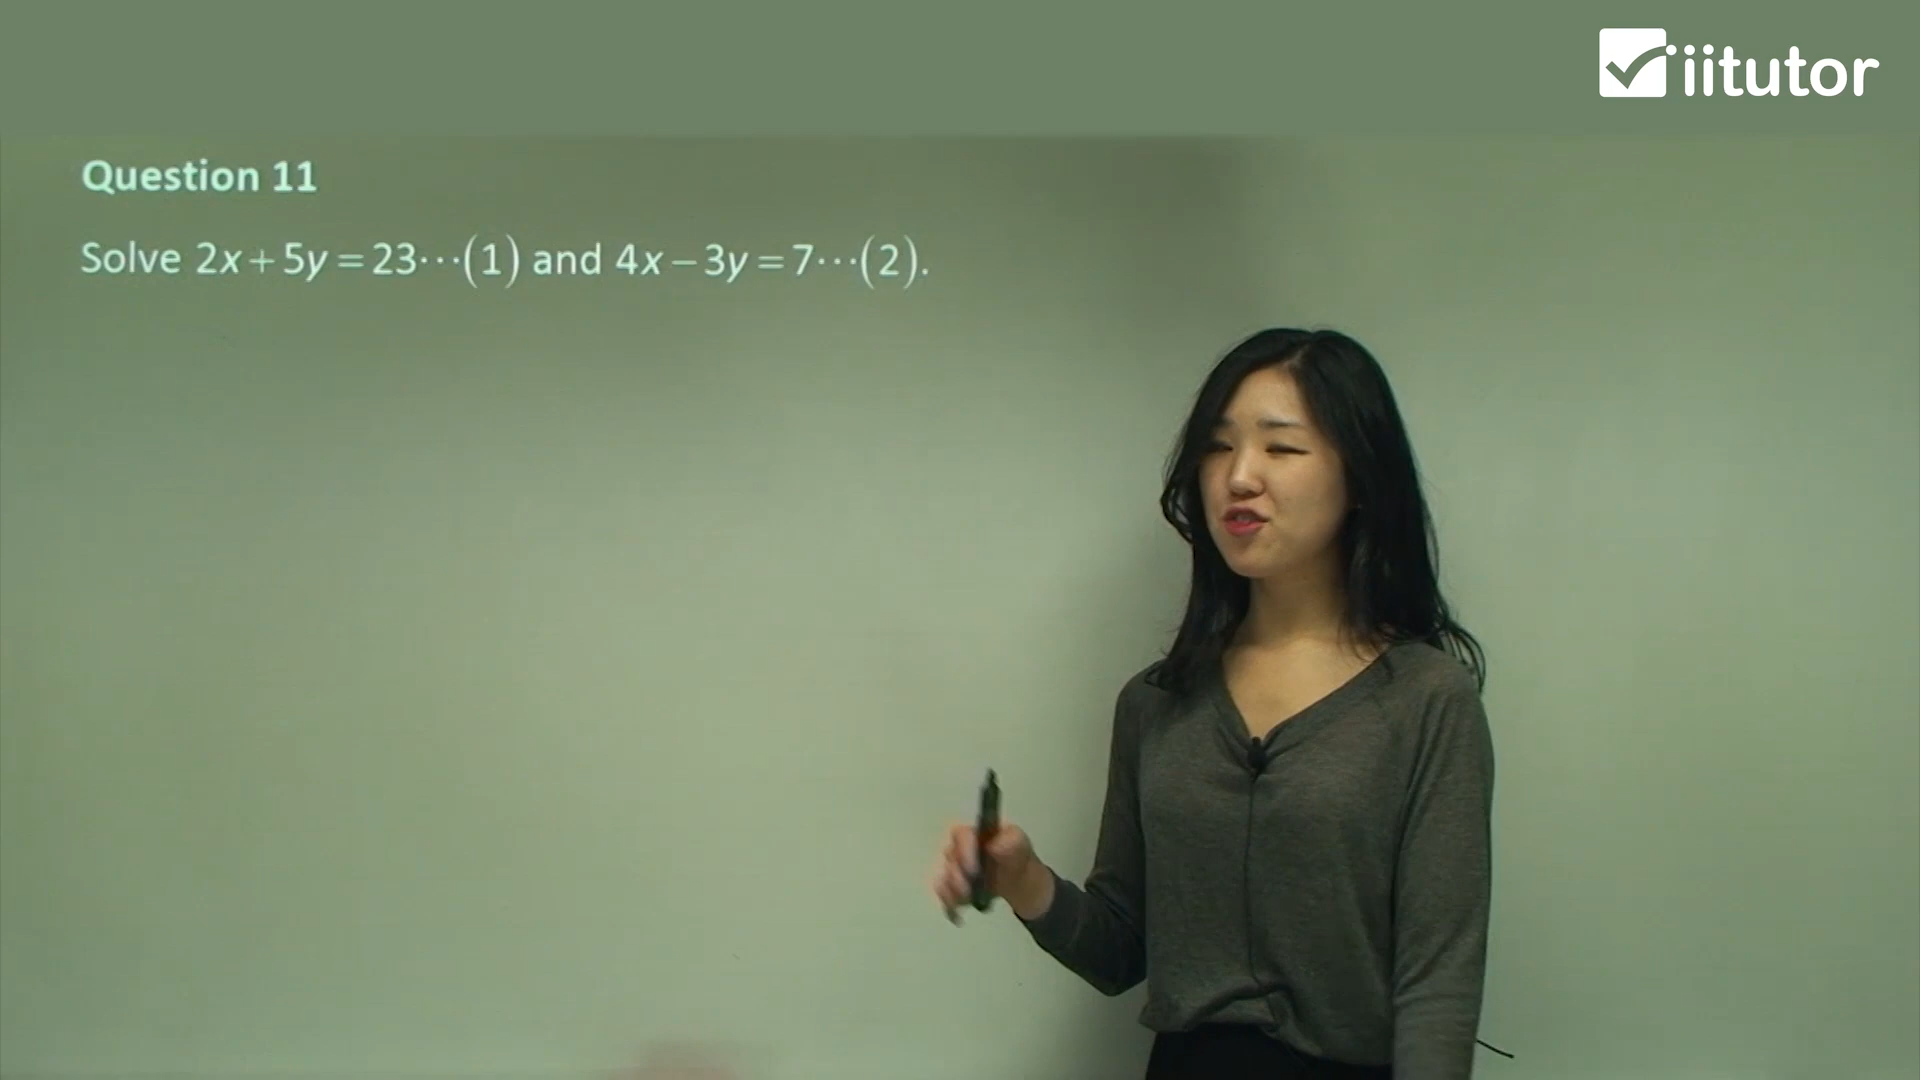 iitutor
Question 11
Solve 2x + 5y = 23⋯(1) and 4x − 3y = 7⋯(2).